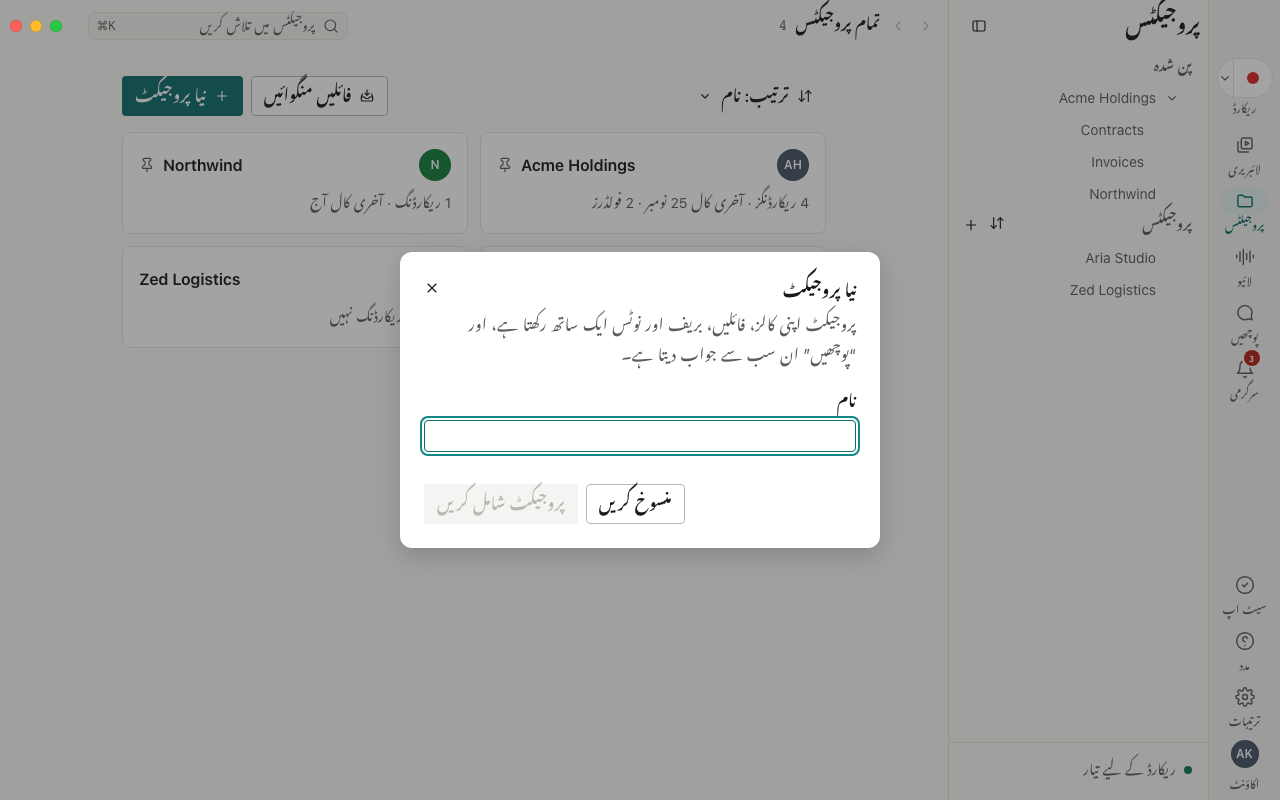 پروجیکٹس
پن شدہ
Acme Holdings
Contracts
Invoices
Northwind
پروجیکٹس
Aria Studio
Zed Logistics
ریکارڈ کے لیے تیار
ریکارڈ
لائبریری
پروجیکٹس
لائیو
پوچھیں
3
سرگرمی
سیٹ اپ
مدد
ترتیبات
AK
اکاؤنٹ
تمام پروجیکٹس 4
پروجیکٹس میں تلاش کریں ⌘K
ترتیب: نام
فائلیں منگوائیں
نیا پروجیکٹ
AH Acme Holdings
4 ریکارڈنگز · آخری کال 25 نومبر · 2 فولڈرز
N Northwind
1 ریکارڈنگ · آخری کال آج
Zed Logistics
ریکارڈنگ نہیں
نیا پروجیکٹ
پروجیکٹ اپنی کالز، فائلیں، بریف اور نوٹس ایک ساتھ رکھتا ہے، اور
"پوچھیں" ان سب سے جواب دیتا ہے۔
نام
منسوخ کریں
پروجیکٹ شامل کریں